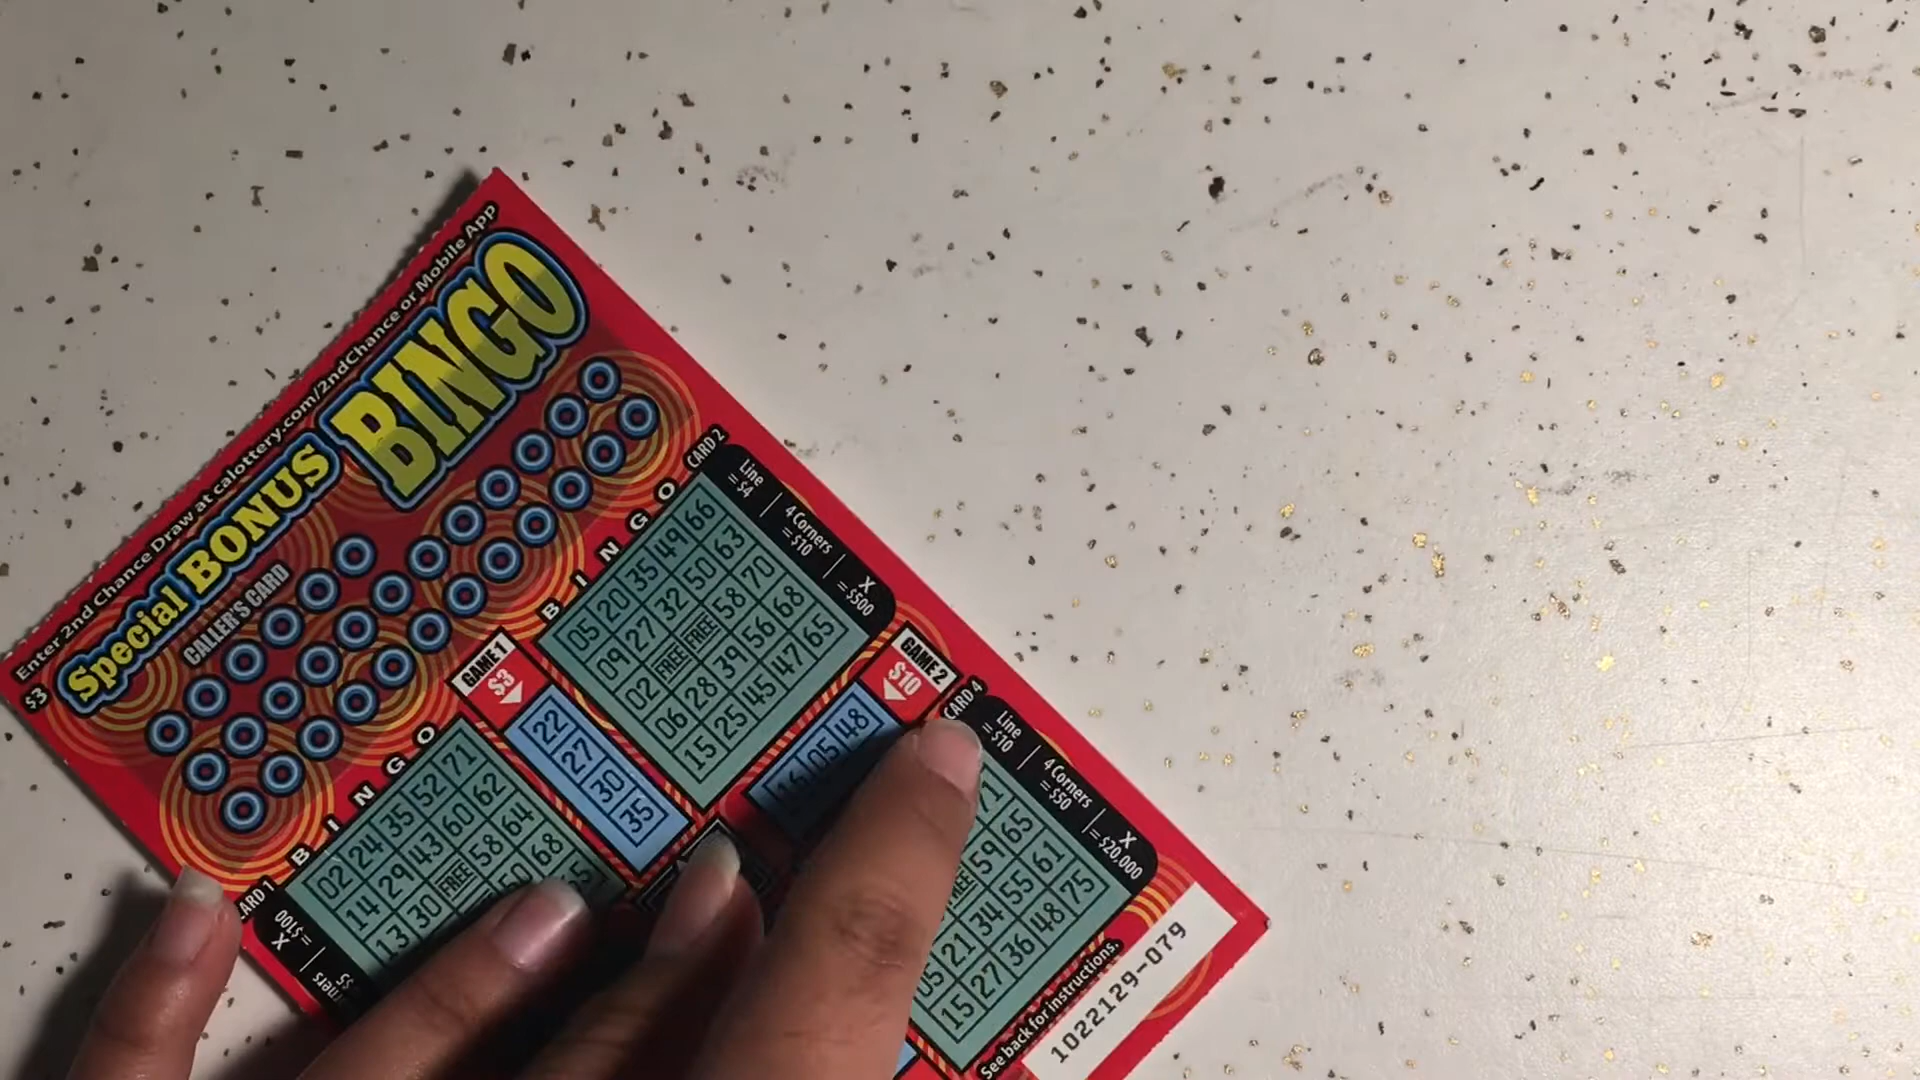 Enter 2nd Chance Draw at calottery.com/2ndChance or Mobile App
$3
Special BONUS
BINGO
CALLER'S CARD
CARD 2
B I N G O
Line = $4 | 4 Corners = $10 | X = $500
05 20 35 49 66
09 27 32 50 63
02 FREE FREE 58 70
06 28 39 56 68
15 25 45 47 65
GAME 1
$3
22
27
30
35
GAME 2
$10
16 05 48
CARD 1
B I N G O
X = $100
$5
02 24 35 52 71
14 29 43 60 62
13 30 FREE 58 64
50 68
CARD 4
Line = $10 | 4 Corners = $50 | X = $20,000
71
65
59 61
34 55 75
05 21 36 48
15 27
See back for instructions.
1022129-079